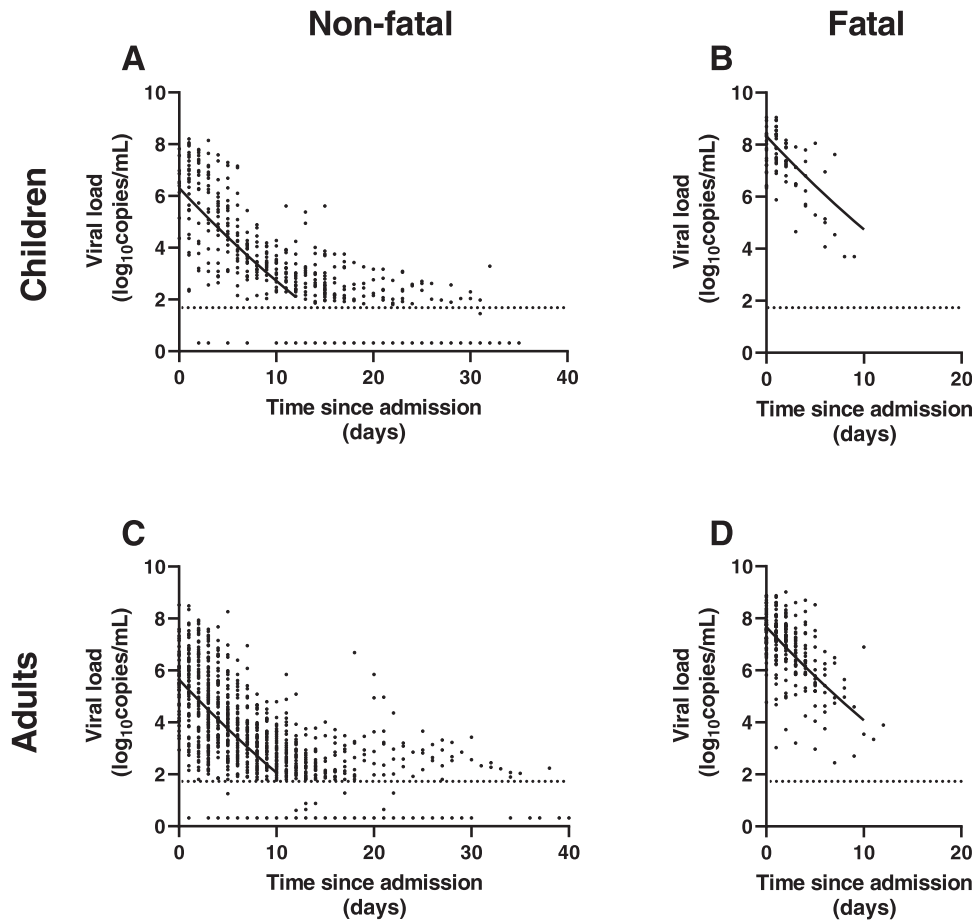 Non-fatal
Fatal
Children
A
Viral load
(log10copies/mL)
10
8
6
4
2
0
0 10 20 30 40
Time since admission
(days)
B
Viral load
(log10copies/mL)
10
8
6
4
2
0
0 10 20
Time since admission
(days)
Adults
C
Viral load
(log10copies/mL)
10
8
6
4
2
0
0 10 20 30 40
Time since admission
(days)
D
Viral load
(log10copies/mL)
10
8
6
4
2
0
0 10 20
Time since admission
(days)